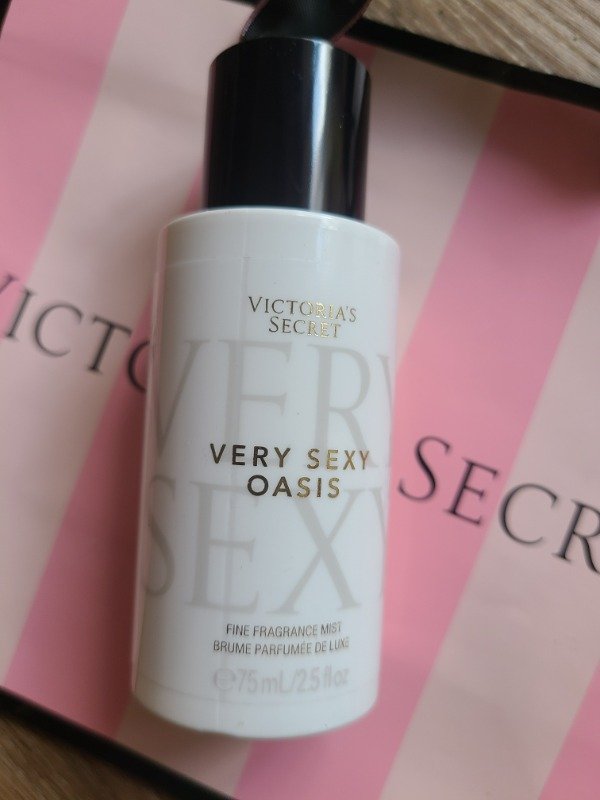 VICTORIA'S
SECRET
VERY
VERY SEXY
OASIS
SEXY
FINE FRAGRANCE MIST
BRUME PARFUMÉE DE LUXE
℮75 mL/2.5 fl oz
VICTO
SECR